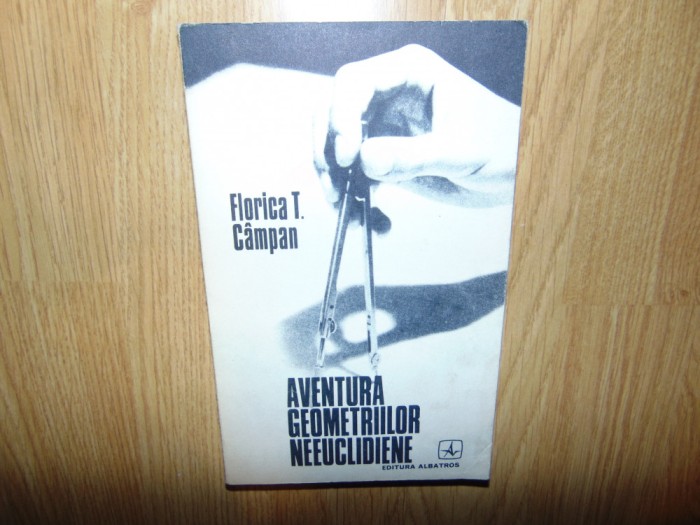 Florica T.
Câmpan
AVENTURA
GEOMETRIILOR
NEEUCLIDIENE
EDITURA ALBATROS